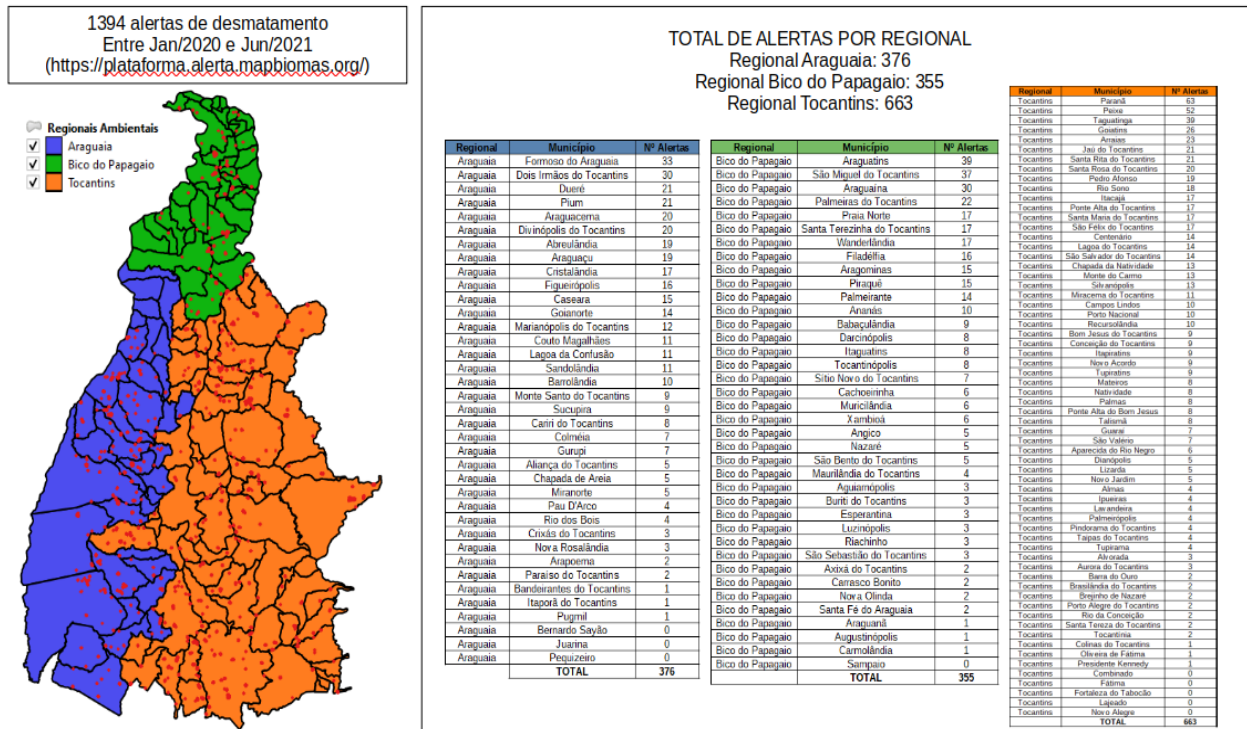 1394 alertas de desmatamento
Entre Jan/2020 e Jun/2021
(https://plataforma.alerta.mapbiomas.org/)
Regionais Ambientais
Araguaia
Bico do Papagaio
Tocantins
TOTAL DE ALERTAS POR REGIONAL
Regional Araguaia: 376
Regional Bico do Papagaio: 355
Regional Tocantins: 663
Regional Município Nº Alertas
Araguaia Formoso do Araguaia 33
Araguaia Dois Irmãos do Tocantins 30
Araguaia Dueré 21
Araguaia Pium 21
Araguaia Araguacema 20
Araguaia Divinópolis do Tocantins 20
Araguaia Abreulândia 19
Araguaia Araguaçu 19
Araguaia Cristalândia 17
Araguaia Figueirópolis 16
Araguaia Caseara 15
Araguaia Goianorte 14
Araguaia Marianópolis do Tocantins 12
Araguaia Couto Magalhães 11
Araguaia Lagoa da Confusão 11
Araguaia Sandolândia 11
Araguaia Barrolândia 10
Araguaia Monte Santo do Tocantins 9
Araguaia Sucupira 9
Araguaia Cariri do Tocantins 8
Araguaia Colméia 7
Araguaia Gurupi 7
Araguaia Aliança do Tocantins 5
Araguaia Chapada de Areia 5
Araguaia Miranorte 5
Araguaia Pau D'Arco 4
Araguaia Rio dos Bois 4
Araguaia Crixás do Tocantins 3
Araguaia Nova Rosalândia 3
Araguaia Arapoema 2
Araguaia Paraíso do Tocantins 2
Araguaia Bandeirantes do Tocantins 1
Araguaia Itaporã do Tocantins 1
Araguaia Pugmil 1
Araguaia Bernardo Sayão 0
Araguaia Juarina 0
Araguaia Pequizeiro 0
TOTAL 376
Regional Município Nº Alertas
Bico do Papagaio Araguatins 39
Bico do Papagaio São Miguel do Tocantins 37
Bico do Papagaio Araguaína 30
Bico do Papagaio Palmeiras do Tocantins 22
Bico do Papagaio Praia Norte 17
Bico do Papagaio Santa Terezinha do Tocantins 17
Bico do Papagaio Wanderlândia 17
Bico do Papagaio Filadélfia 16
Bico do Papagaio Aragominas 15
Bico do Papagaio Piraquê 15
Bico do Papagaio Palmeirante 14
Bico do Papagaio Ananás 10
Bico do Papagaio Babaçulândia 9
Bico do Papagaio Darcinópolis 8
Bico do Papagaio Itaguatins 8
Bico do Papagaio Tocantinópolis 8
Bico do Papagaio Sitio Novo do Tocantins 7
Bico do Papagaio Cachoeirinha 6
Bico do Papagaio Muricilândia 6
Bico do Papagaio Xambioá 6
Bico do Papagaio Angico 5
Bico do Papagaio Nazaré 5
Bico do Papagaio São Bento do Tocantins 5
Bico do Papagaio Maurilândia do Tocantins 4
Bico do Papagaio Aguiarnópolis 3
Bico do Papagaio Buriti do Tocantins 3
Bico do Papagaio Esperantina 3
Bico do Papagaio Luzinópolis 3
Bico do Papagaio Riachinho 3
Bico do Papagaio São Sebastião do Tocantins 3
Bico do Papagaio Axixá do Tocantins 2
Bico do Papagaio Carrasco Bonito 2
Bico do Papagaio Nova Olinda 2
Bico do Papagaio Santa Fé do Araguaia 2
Bico do Papagaio Araguanã 1
Bico do Papagaio Augustinópolis 1
Bico do Papagaio Carmolândia 1
Bico do Papagaio Sampaio 0
TOTAL 355
Regional Município Nº Alertas
Tocantins Paranã 63
Tocantins Peixe 52
Tocantins Taguatinga 39
Tocantins Goiatins 26
Tocantins Arraias 23
Tocantins Jaú do Tocantins 21
Tocantins Santa Rita do Tocantins 21
Tocantins Santa Rosa do Tocantins 20
Tocantins Pedro Afonso 19
Tocantins Rio Sono 18
Tocantins Itacajá 17
Tocantins Ponte Alta do Tocantins 17
Tocantins Santa Maria do Tocantins 17
Tocantins São Félix do Tocantins 17
Tocantins Centenário 14
Tocantins Lagoa do Tocantins 14
Tocantins São Salvador do Tocantins 14
Tocantins Chapada da Natividade 13
Tocantins Monte do Carmo 13
Tocantins Silvanópolis 13
Tocantins Miracema do Tocantins 11
Tocantins Campos Lindos 10
Tocantins Porto Nacional 10
Tocantins Recursolândia 10
Tocantins Bom Jesus do Tocantins 9
Tocantins Conceição do Tocantins 9
Tocantins Itapiratins 9
Tocantins Novo Acordo 9
Tocantins Tupiratins 9
Tocantins Mateiros 8
Tocantins Natividade 8
Tocantins Palmas 8
Tocantins Ponte Alta do Bom Jesus 8
Tocantins Talismã 8
Tocantins Guaraí 7
Tocantins São Valério 7
Tocantins Aparecida do Rio Negro 6
Tocantins Dianópolis 5
Tocantins Lizarda 5
Tocantins Novo Jardim 5
Tocantins Almas 4
Tocantins Ipueiras 4
Tocantins Lavandeira 4
Tocantins Palmeirópolis 4
Tocantins Pindorama do Tocantins 4
Tocantins Taipas do Tocantins 4
Tocantins Tupirama 4
Tocantins Alvorada 3
Tocantins Aurora do Tocantins 3
Tocantins Barra do Ouro 2
Tocantins Brasilândia do Tocantins 2
Tocantins Brejinho de Nazaré 2
Tocantins Porto Alegre do Tocantins 2
Tocantins Rio da Conceição 2
Tocantins Santa Tereza do Tocantins 2
Tocantins Tocantínia 2
Tocantins Colinas do Tocantins 1
Tocantins Oliveira de Fátima 1
Tocantins Presidente Kennedy 1
Tocantins Combinado 0
Tocantins Fátima 0
Tocantins Fortaleza do Tabocão 0
Tocantins Lajeado 0
Tocantins Novo Alegre 0
TOTAL 663